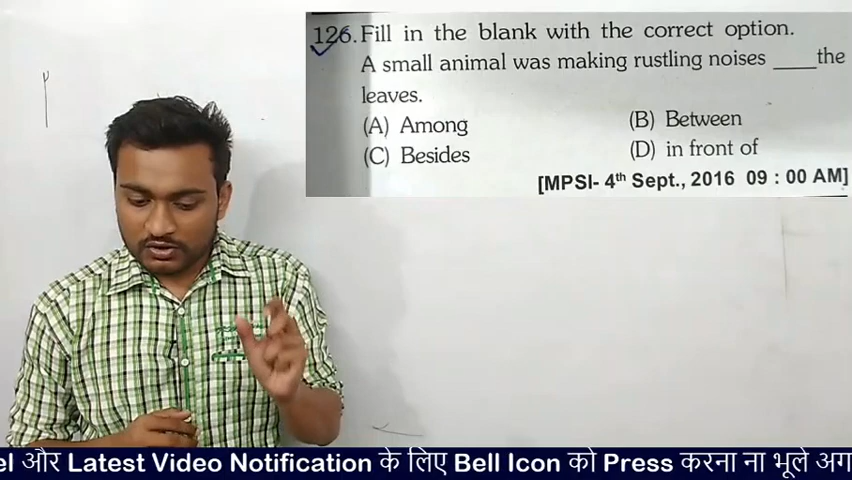 126. Fill in the blank with the correct option.
A small animal was making rustling noises ____the
leaves.
(A) Among
(B) Between
(C) Besides
(D) in front of
[MPSI- 4th Sept., 2016 09 : 00 AM]
el और Latest Video Notification के लिए Bell Icon को Press करना ना भूले अग